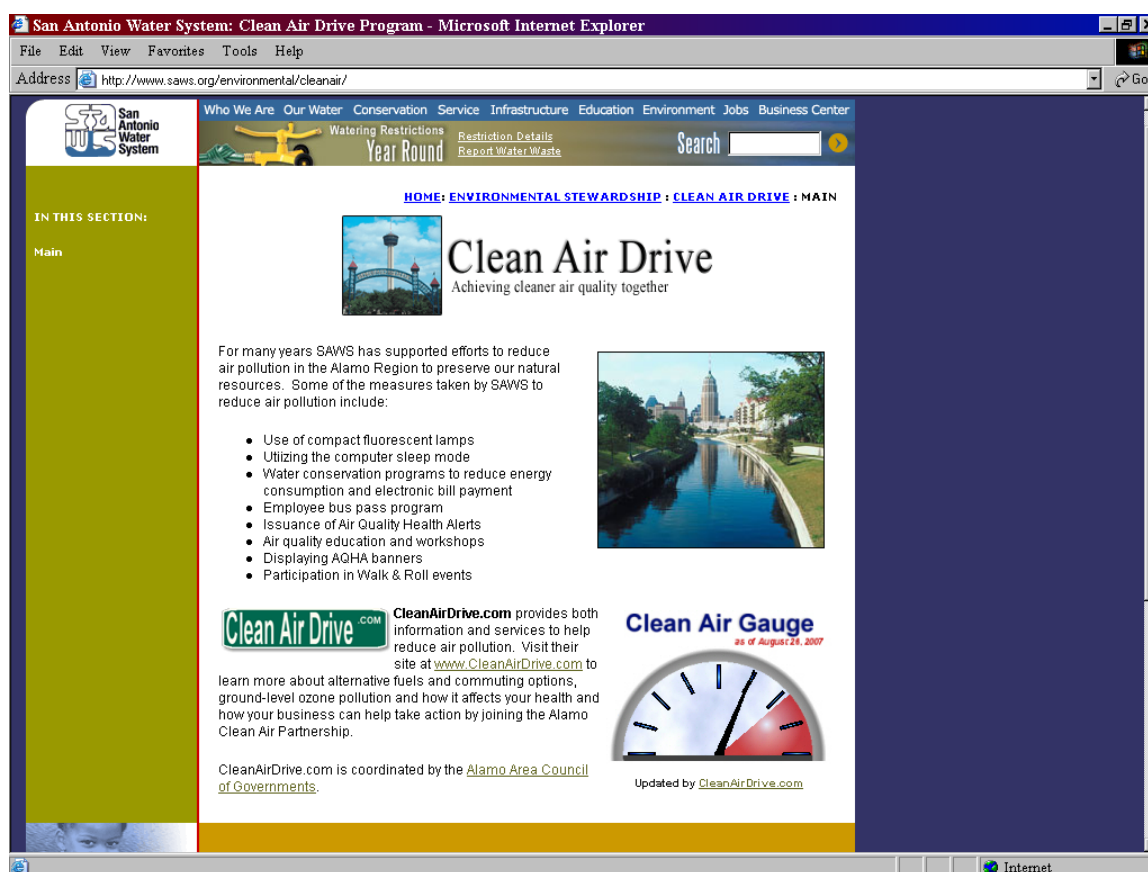 San Antonio Water System: Clean Air Drive Program - Microsoft Internet Explorer
File Edit View Favorites Tools Help
Address http://www.saws.org/environmental/cleanair/ Go
San
Antonio
Water
System
Who We Are Our Water Conservation Service Infrastructure Education Environment Jobs Business Center
Watering Restrictions
Year Round
Restriction Details
Report Water Waste
Search
HOME: ENVIRONMENTAL STEWARDSHIP : CLEAN AIR DRIVE : MAIN
IN THIS SECTION:
Main
Clean Air Drive
Achieving cleaner air quality together
For many years SAWS has supported efforts to reduce
air pollution in the Alamo Region to preserve our natural
resources. Some of the measures taken by SAWS to
reduce air pollution include:
Use of compact fluorescent lamps
Utiizing the computer sleep mode
Water conservation programs to reduce energy
consumption and electronic bill payment
Employee bus pass program
Issuance of Air Quality Health Alerts
Air quality education and workshops
Displaying AQHA banners
Participation in Walk & Roll events
Clean Air Drive .COM
CleanAirDrive.com provides both
information and services to help
reduce air pollution. Visit their
site at www.CleanAirDrive.com to
learn more about alternative fuels and commuting options,
ground-level ozone pollution and how it affects your health and
how your business can help take action by joining the Alamo
Clean Air Partnership.
CleanAirDrive.com is coordinated by the Alamo Area Council
of Governments.
Clean Air Gauge
as of August 28, 2007
Updated by CleanAirDrive.com
Internet